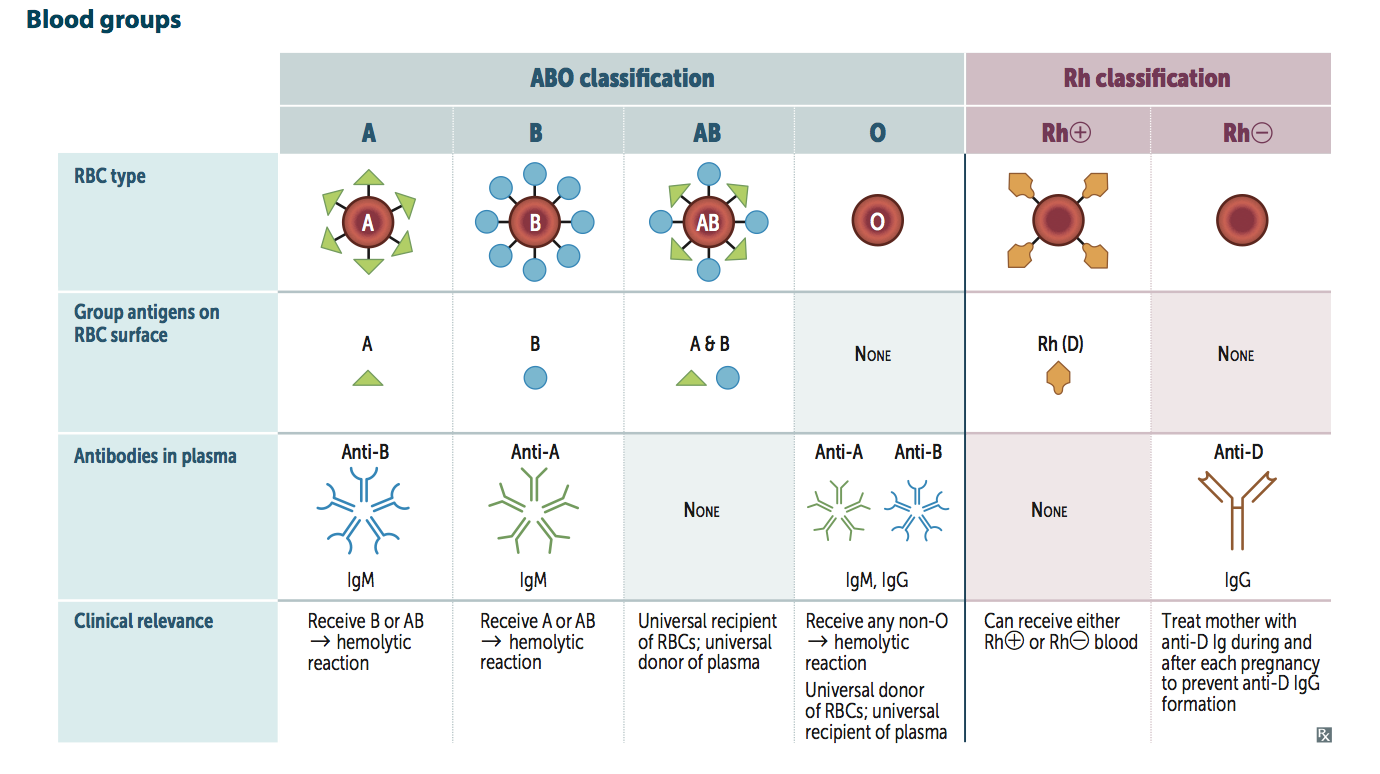 Blood groups
ABO classification
Rh classification
A
B
AB
O
Rh⊕
Rh⊖
RBC type
A
B
AB
O
Group antigens on
RBC surface
A
B
A & B
NONE
Rh (D)
NONE
Antibodies in plasma
Anti-B
IgM
Anti-A
IgM
NONE
Anti-A
Anti-B
IgM, IgG
NONE
Anti-D
IgG
Clinical relevance
Receive B or AB
→ hemolytic
reaction
Receive A or AB
→ hemolytic
reaction
Universal recipient
of RBCs; universal
donor of plasma
Receive any non-O
→ hemolytic
reaction
Universal donor
of RBCs; universal
recipient of plasma
Can receive either
Rh⊕ or Rh⊖ blood
Treat mother with
anti-D Ig during and
after each pregnancy
to prevent anti-D IgG
formation
℞